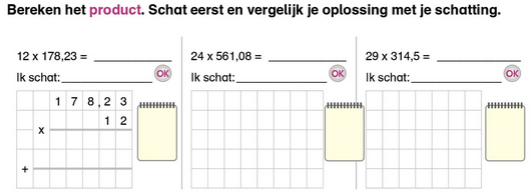 Bereken het product. Schat eerst en vergelijk je oplossing met je schatting.
12 x 178,23 = ________
Ik schat:________ OK
1 7 8 , 2 3
x 1 2
+
24 x 561,08 = ________
Ik schat:________ OK
29 x 314,5 = ________
Ik schat:________ OK